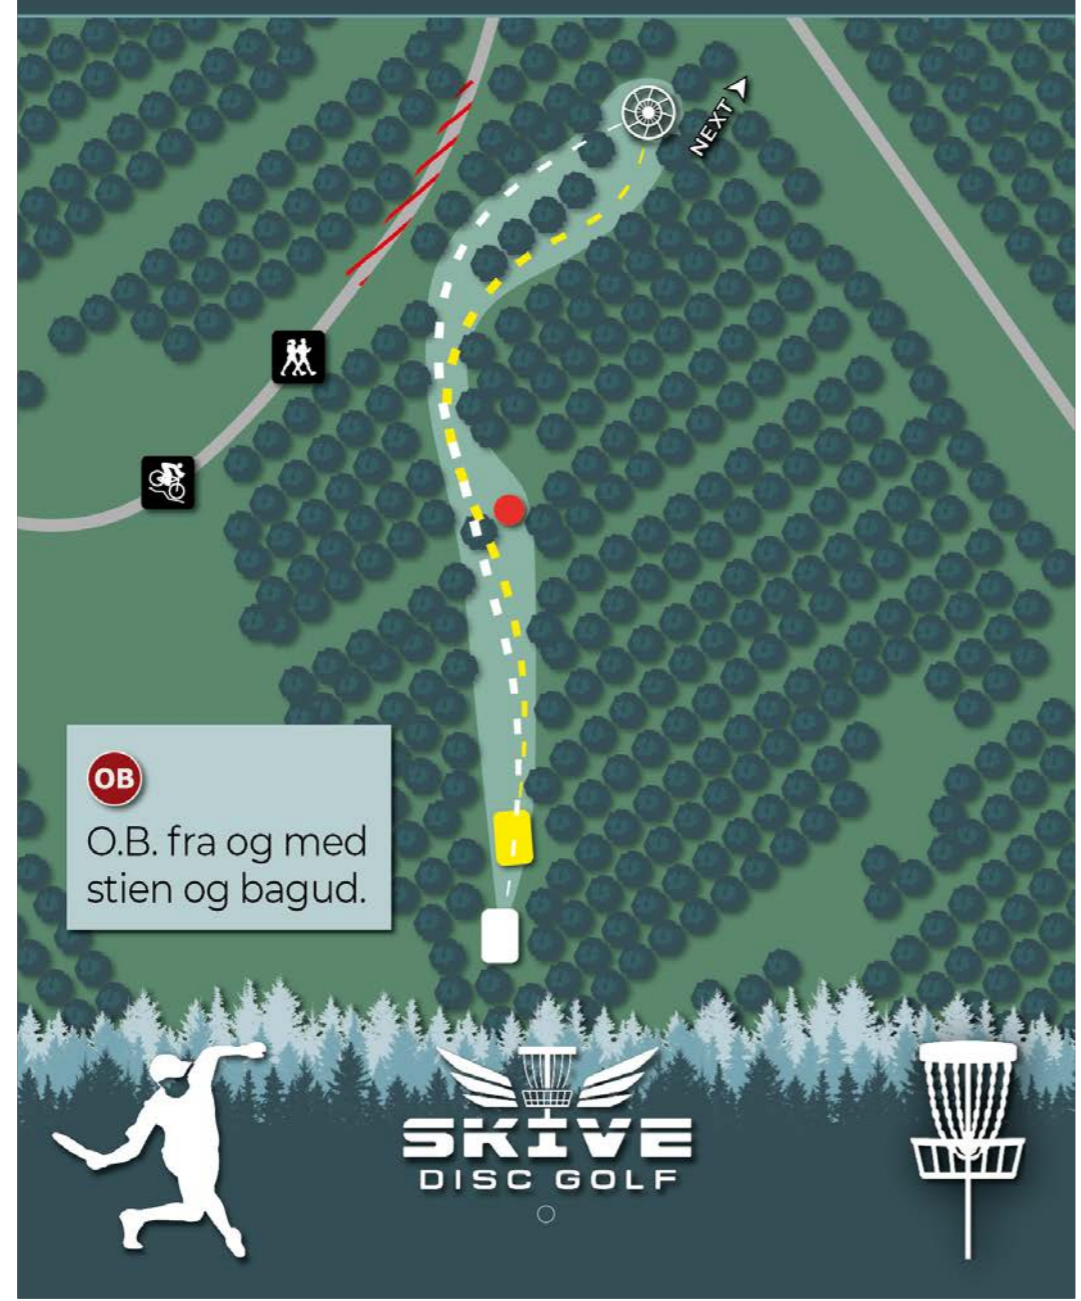 NEXT
OB
O.B. fra og med
stien og bagud.
SKIVE
DISC GOLF